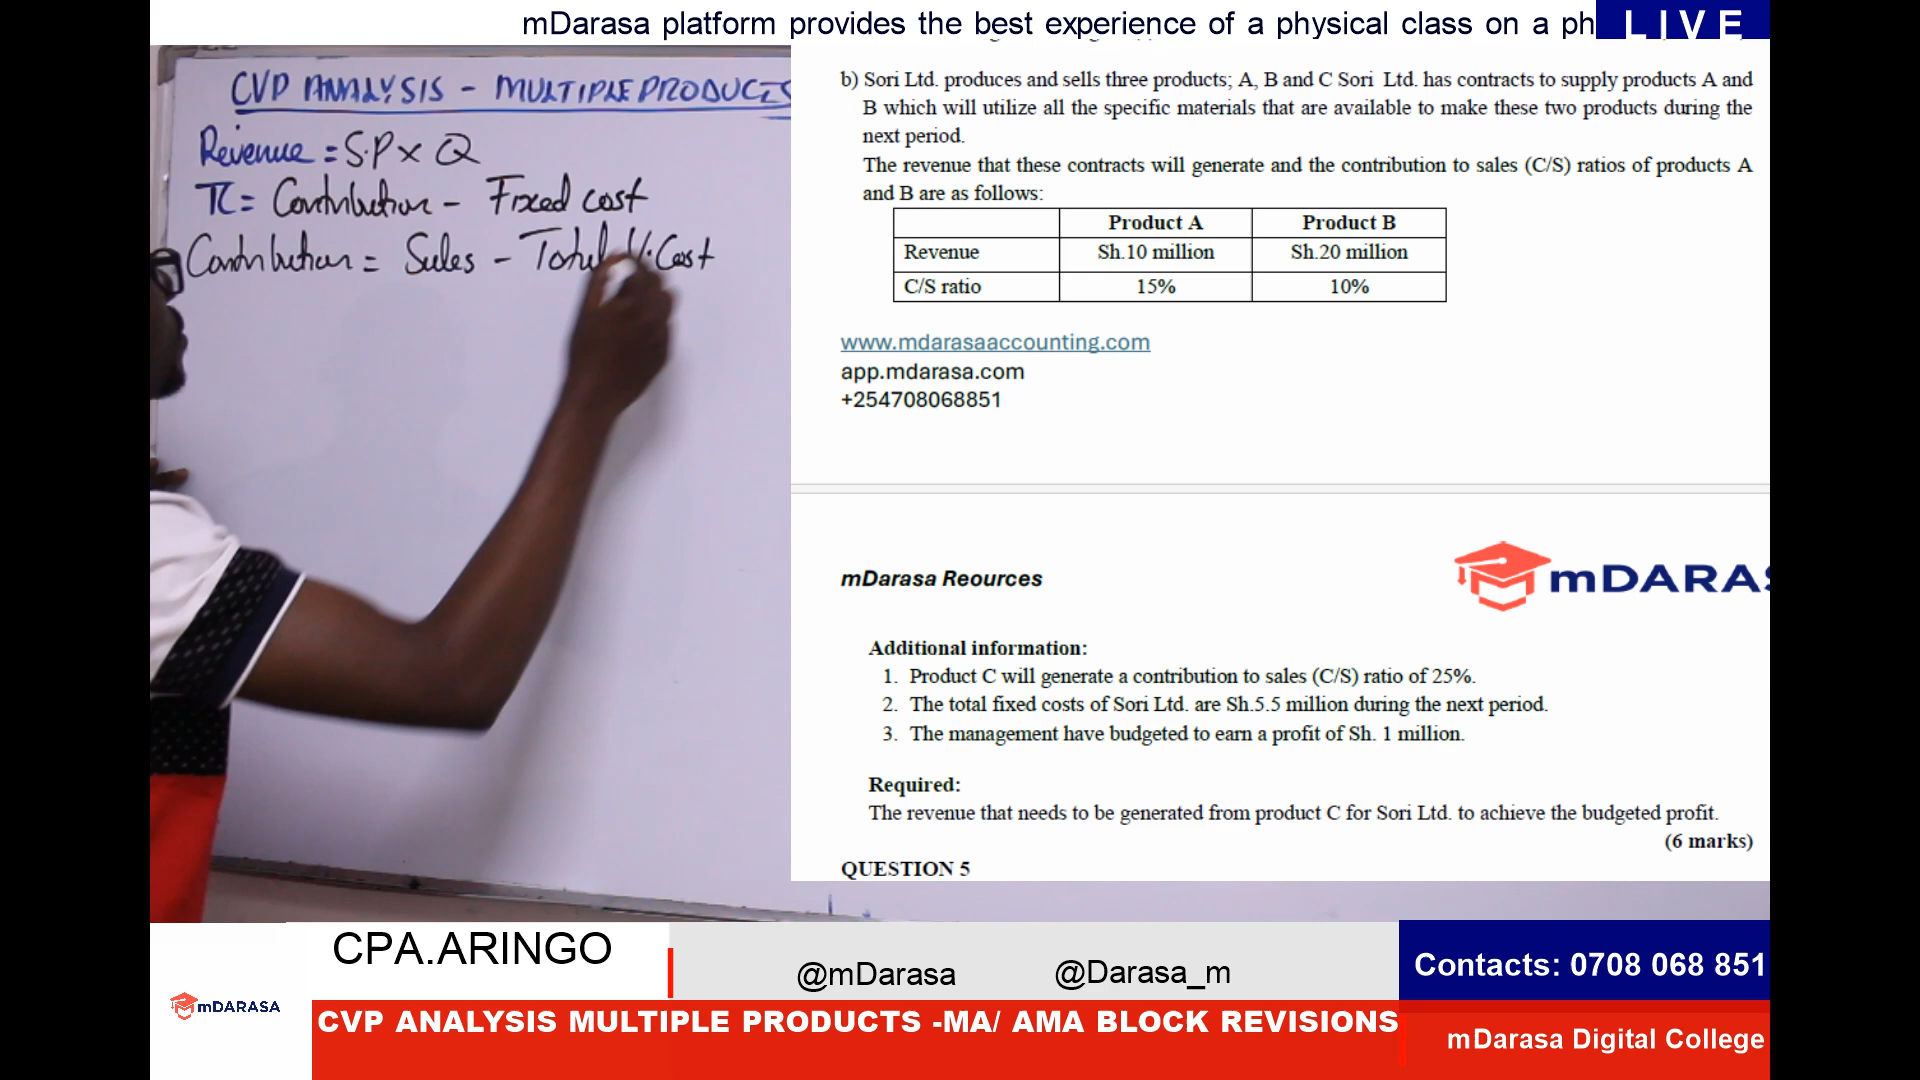 mDarasa platform provides the best experience of a physical class on a ph
LIVE
CVP ANALYSIS - MULTIPLE PRODUCTS
Revenue = S.P × Q
π = Contribution - Fixed cost
Contribution = Sales - Total V. Cost
b) Sori Ltd. produces and sells three products; A, B and C Sori Ltd. has contracts to supply products A and
B which will utilize all the specific materials that are available to make these two products during the
next period.
The revenue that these contracts will generate and the contribution to sales (C/S) ratios of products A
and B are as follows:
Product A Product B
Revenue Sh.10 million Sh.20 million
C/S ratio 15% 10%
www.mdarasaaccounting.com
app.mdarasa.com
+254708068851
mDarasa Reources
mDARAS
Additional information:
1. Product C will generate a contribution to sales (C/S) ratio of 25%.
2. The total fixed costs of Sori Ltd. are Sh.5.5 million during the next period.
3. The management have budgeted to earn a profit of Sh. 1 million.
Required:
The revenue that needs to be generated from product C for Sori Ltd. to achieve the budgeted profit.
(6 marks)
QUESTION 5
CPA.ARINGO
@mDarasa @Darasa_m
Contacts: 0708 068 851
mDARASA
CVP ANALYSIS MULTIPLE PRODUCTS -MA/ AMA BLOCK REVISIONS
mDarasa Digital College